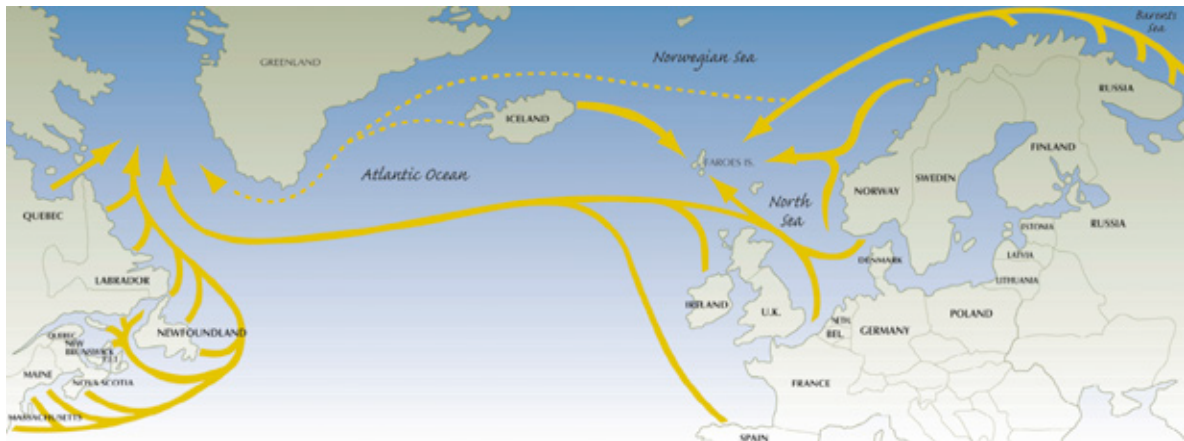 Barents
Sea
Norwegian Sea
GREENLAND
RUSSIA
ICELAND
FINLAND
FAROES IS.
Atlantic Ocean
NORWAY
SWEDEN
QUEBEC
North
Sea
RUSSIA
ESTONIA
LATVIA
DENMARK
LABRADOR
LITHUANIA
IRELAND
U.K.
POLAND
NETH.
NEWFOUNDLAND
GERMANY
QUEBEC
BEL.
NEW
BRUNSWICK
P.E.I
FRANCE
MAINE
NOVA SCOTIA
MASSACHUSETTS
SPAIN